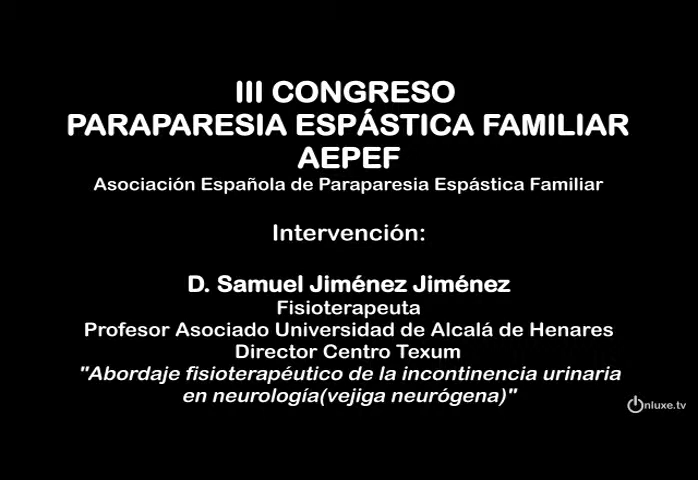 III CONGRESO
PARAPARESIA ESPÁSTICA FAMILIAR
AEPEF
Asociación Española de Paraparesia Espástica Familiar
Intervención:
D. Samuel Jiménez Jiménez
Fisioterapeuta
Profesor Asociado Universidad de Alcalá de Henares
Director Centro Texum
"Abordaje fisioterapéutico de la incontinencia urinaria
en neurología(vejiga neurógena)"
Onluxe.tv